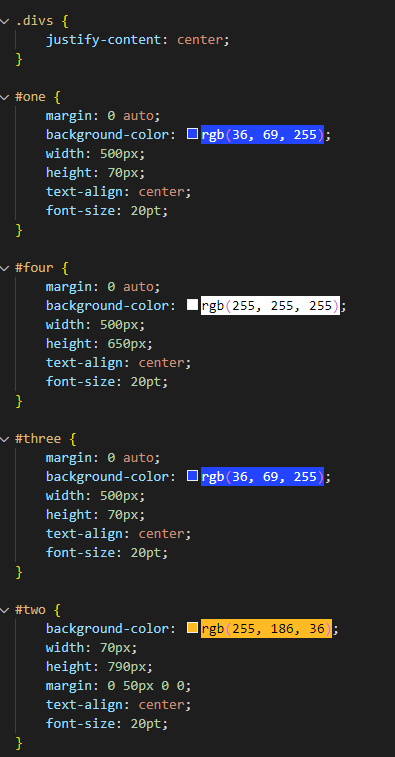 .divs {
    justify-content: center;
}
#one {
    margin: 0 auto;
    background-color: rgb(36, 69, 255);
    width: 500px;
    height: 70px;
    text-align: center;
    font-size: 20pt;
}
#four {
    margin: 0 auto;
    background-color: rgb(255, 255, 255);
    width: 500px;
    height: 650px;
    text-align: center;
    font-size: 20pt;
}
#three {
    margin: 0 auto;
    background-color: rgb(36, 69, 255);
    width: 500px;
    height: 70px;
    text-align: center;
    font-size: 20pt;
}
#two {
    background-color: rgb(255, 186, 36);
    width: 70px;
    height: 790px;
    margin: 0 50px 0 0;
    text-align: center;
    font-size: 20pt;
}